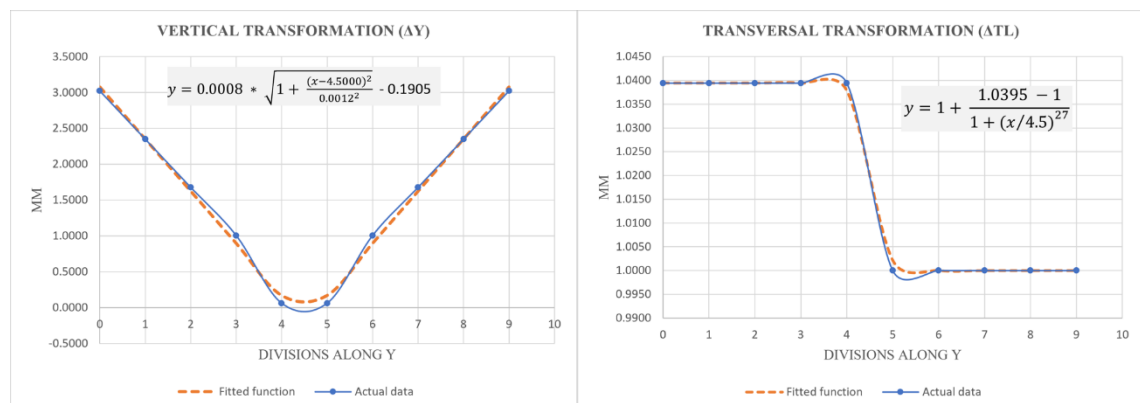 VERTICAL TRANSFORMATION (ΔY)
3.5000
3.0000
2.5000
2.0000
1.5000
1.0000
0.5000
0.0000
-0.5000
MM
y = 0.0008 * √(1 + (x−4.5000)²/0.0012²) - 0.1905
0 1 2 3 4 5 6 7 8 9 10
DIVISIONS ALONG Y
Fitted function Actual data
TRANSVERSAL TRANSFORMATION (ΔTL)
1.0450
1.0400
1.0350
1.0300
1.0250
1.0200
1.0150
1.0100
1.0050
1.0000
0.9950
0.9900
MM
y = 1 + (1.0395 − 1)/(1 + (x/4.5)²⁷)
0 1 2 3 4 5 6 7 8 9 10
DIVISIONS ALONG Y
Fitted function Actual data